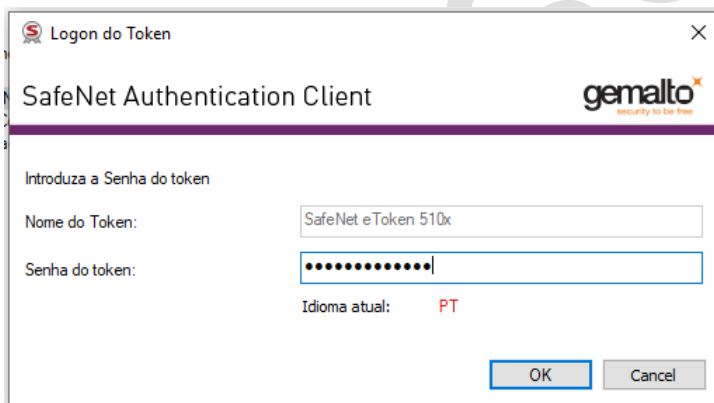 Logon do Token
SafeNet Authentication Client
gemalto
security to be free
Introduza a Senha do token
Nome do Token: SafeNet eToken 510x
Senha do token: •••••••••••••
Idioma atual: PT
OK Cancel